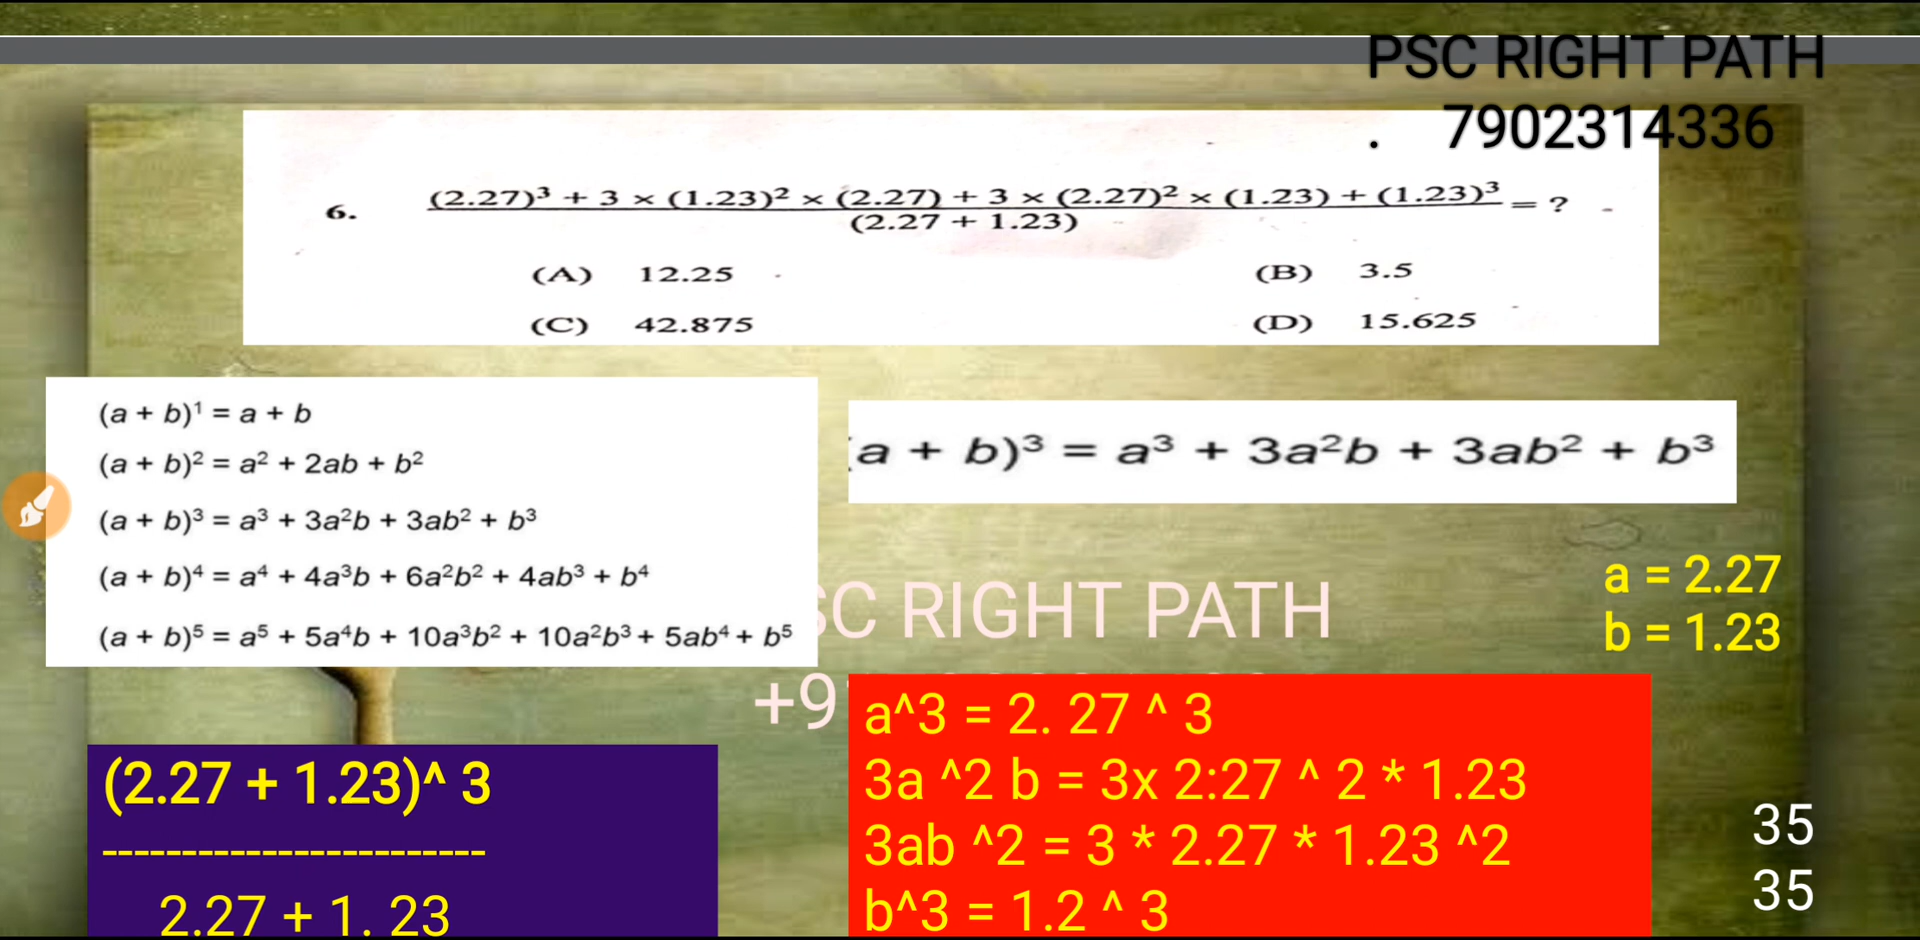 PSC RIGHT PATH
. 7902314336
6. (2.27)³ + 3 × (1.23)² × (2.27) + 3 × (2.27)² × (1.23) + (1.23)³ = ?
(2.27 + 1.23)
(A) 12.25 (B) 3.5
(C) 42.875 (D) 15.625
(a + b)¹ = a + b
(a + b)² = a² + 2ab + b²
(a + b)³ = a³ + 3a²b + 3ab² + b³
(a + b)⁴ = a⁴ + 4a³b + 6a²b² + 4ab³ + b⁴
(a + b)⁵ = a⁵ + 5a⁴b + 10a³b² + 10a²b³ + 5ab⁴ + b⁵
a + b)³ = a³ + 3a²b + 3ab² + b³
a = 2.27
b = 1.23
SC RIGHT PATH
+9
(2.27 + 1.23)^ 3
------------------------
2.27 + 1. 23
a^3 = 2. 27 ^ 3
3a ^2 b = 3x 2:27 ^ 2 * 1.23
3ab ^2 = 3 * 2.27 * 1.23 ^2
b^3 = 1.2 ^ 3
35
35